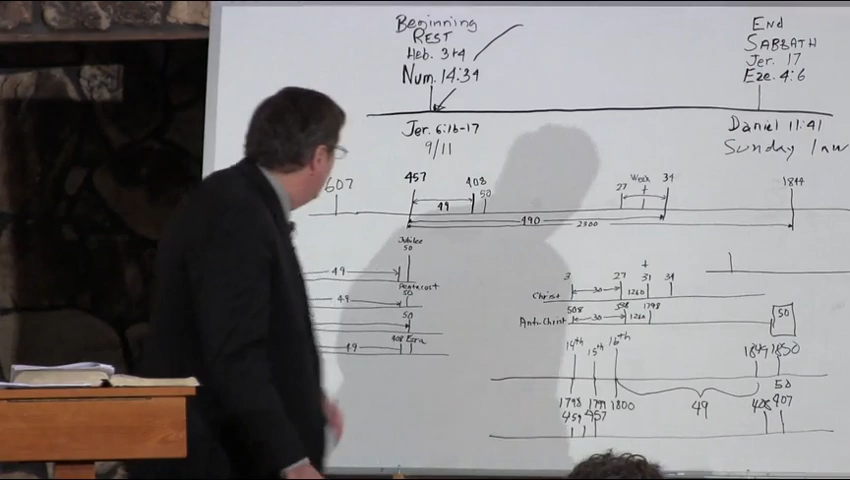 Beginning
REST
Heb. 3+4
Num. 14:34
End
SABBATH
Jer. 17
Eze. 4:6
Jer. 6:16-17
9/11
Daniel 11:41
Sunday law
607
457
408
50
49
27
Week
34
1844
490
2300
Jubilee
50
49
Pentecost
50
49
50
408 Ezra
49
3
27
31
34
30
1260
Christ
508
538
1798
30
1260
Anti-Christ
50
14th
15th
16th
1849
1850
50
1798
1799
1800
49
408
407
459
457